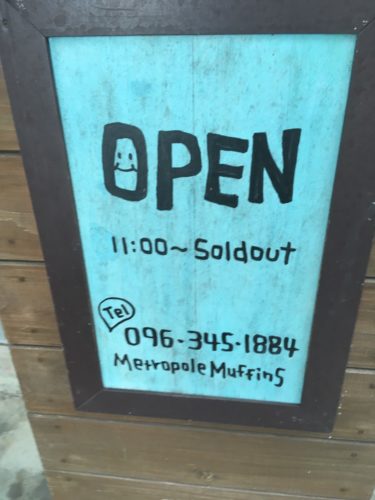 OPEN
11:00~Soldout
Tel
096-345-1884
Metropole Muffins